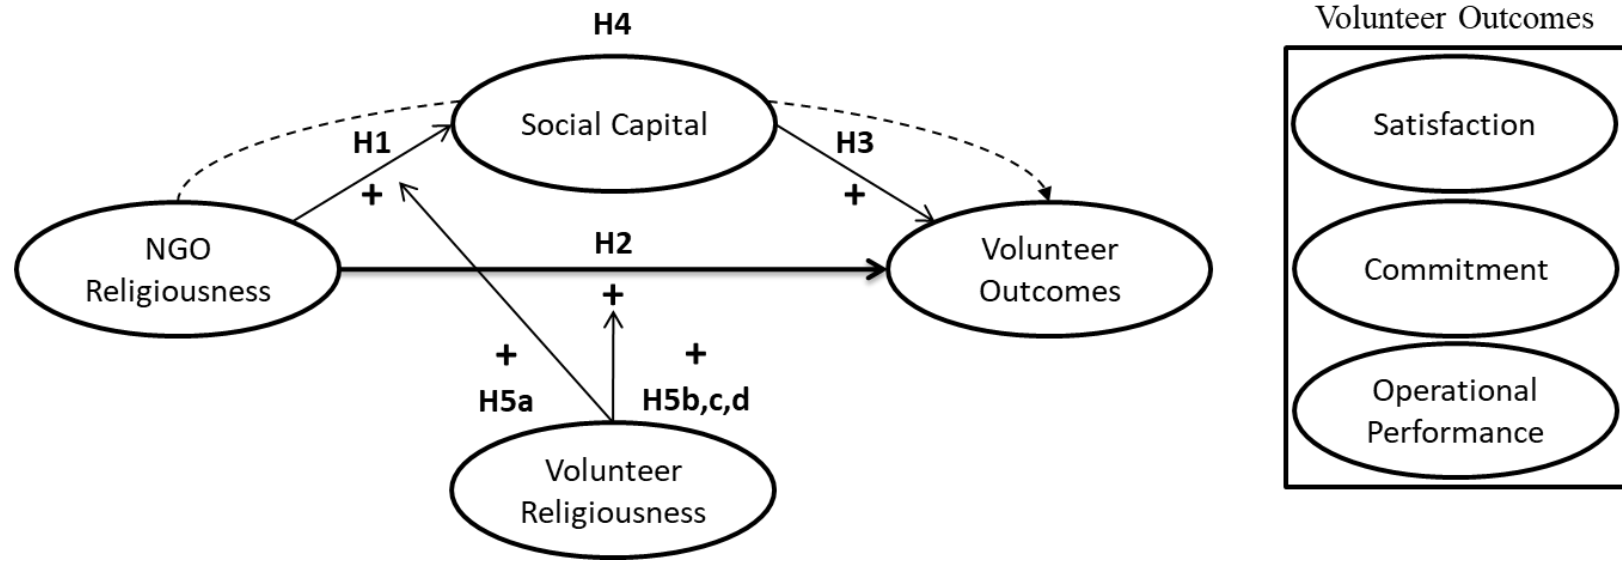 Volunteer Outcomes
H4
Social Capital
Satisfaction
H1
H3
+
+
NGO
Religiousness
H2
Volunteer
Outcomes
Commitment
+
+
+
H5a
H5b,c,d
Operational
Performance
Volunteer
Religiousness